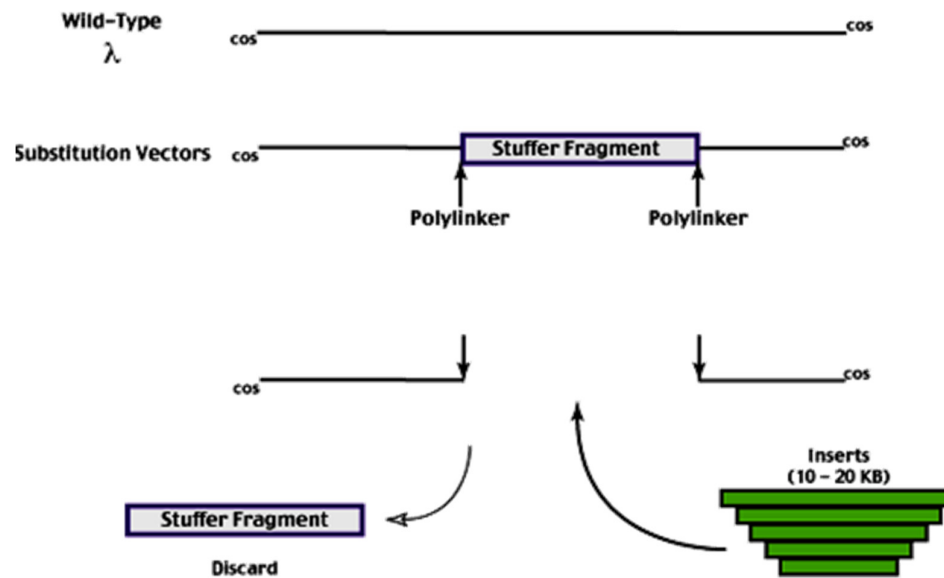 Wild-Type
λ
cos
cos
Substitution Vectors
cos
Stuffer Fragment
cos
Polylinker
Polylinker
cos
cos
Inserts
(10 - 20 KB)
Stuffer Fragment
Discard